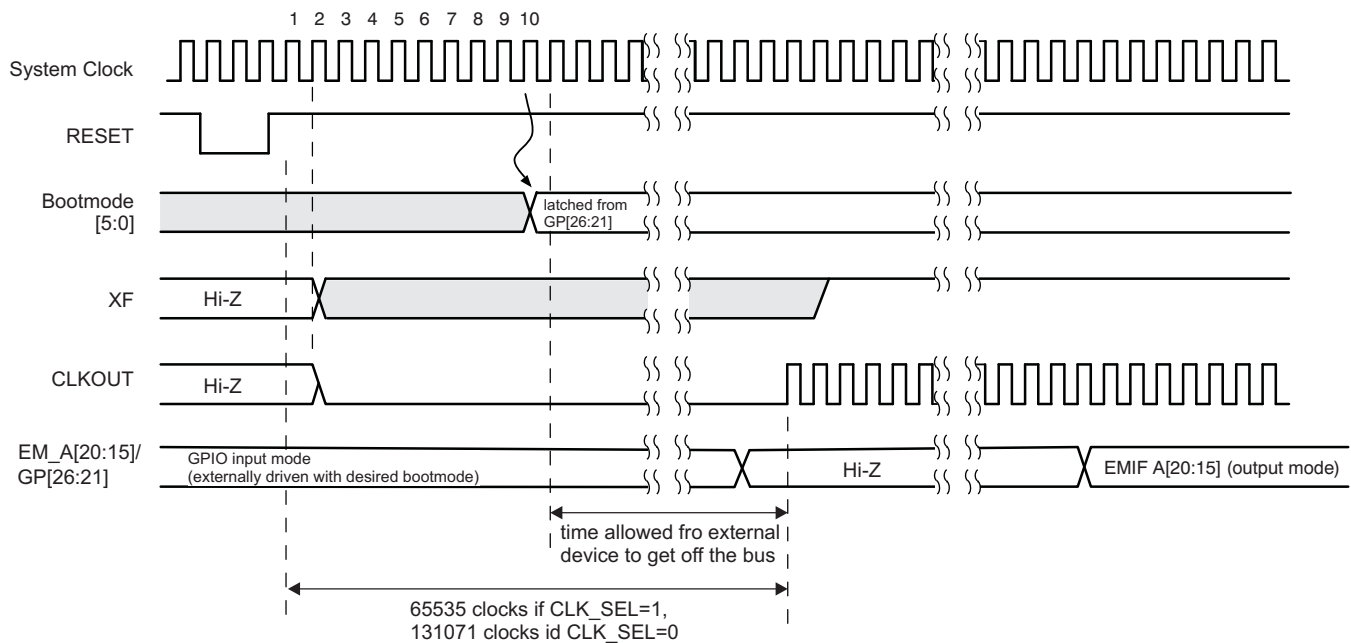 1 2 3 4 5 6 7 8 9 10
System Clock
RESET
Bootmode
[5:0]
latched from
GP[26:21]
XF
Hi-Z
CLKOUT
Hi-Z
EM_A[20:15]/
GP[26:21]
GPIO input mode
(externally driven with desired bootmode)
Hi-Z
EMIF A[20:15] (output mode)
time allowed fro external
device to get off the bus
65535 clocks if CLK_SEL=1,
131071 clocks id CLK_SEL=0